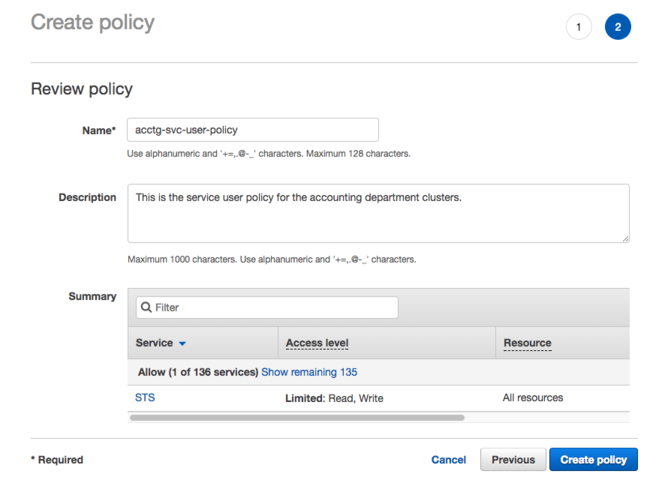 Create policy
1
2
Review policy
Name*
acctg-svc-user-policy
Use alphanumeric and '+=,.@-_' characters. Maximum 128 characters.
Description
This is the service user policy for the accounting department clusters.
Maximum 1000 characters. Use alphanumeric and '+=,.@-_' characters.
Summary
Filter
Service Access level Resource
Allow (1 of 136 services) Show remaining 135
STS Limited: Read, Write All resources
* Required Cancel Previous Create policy